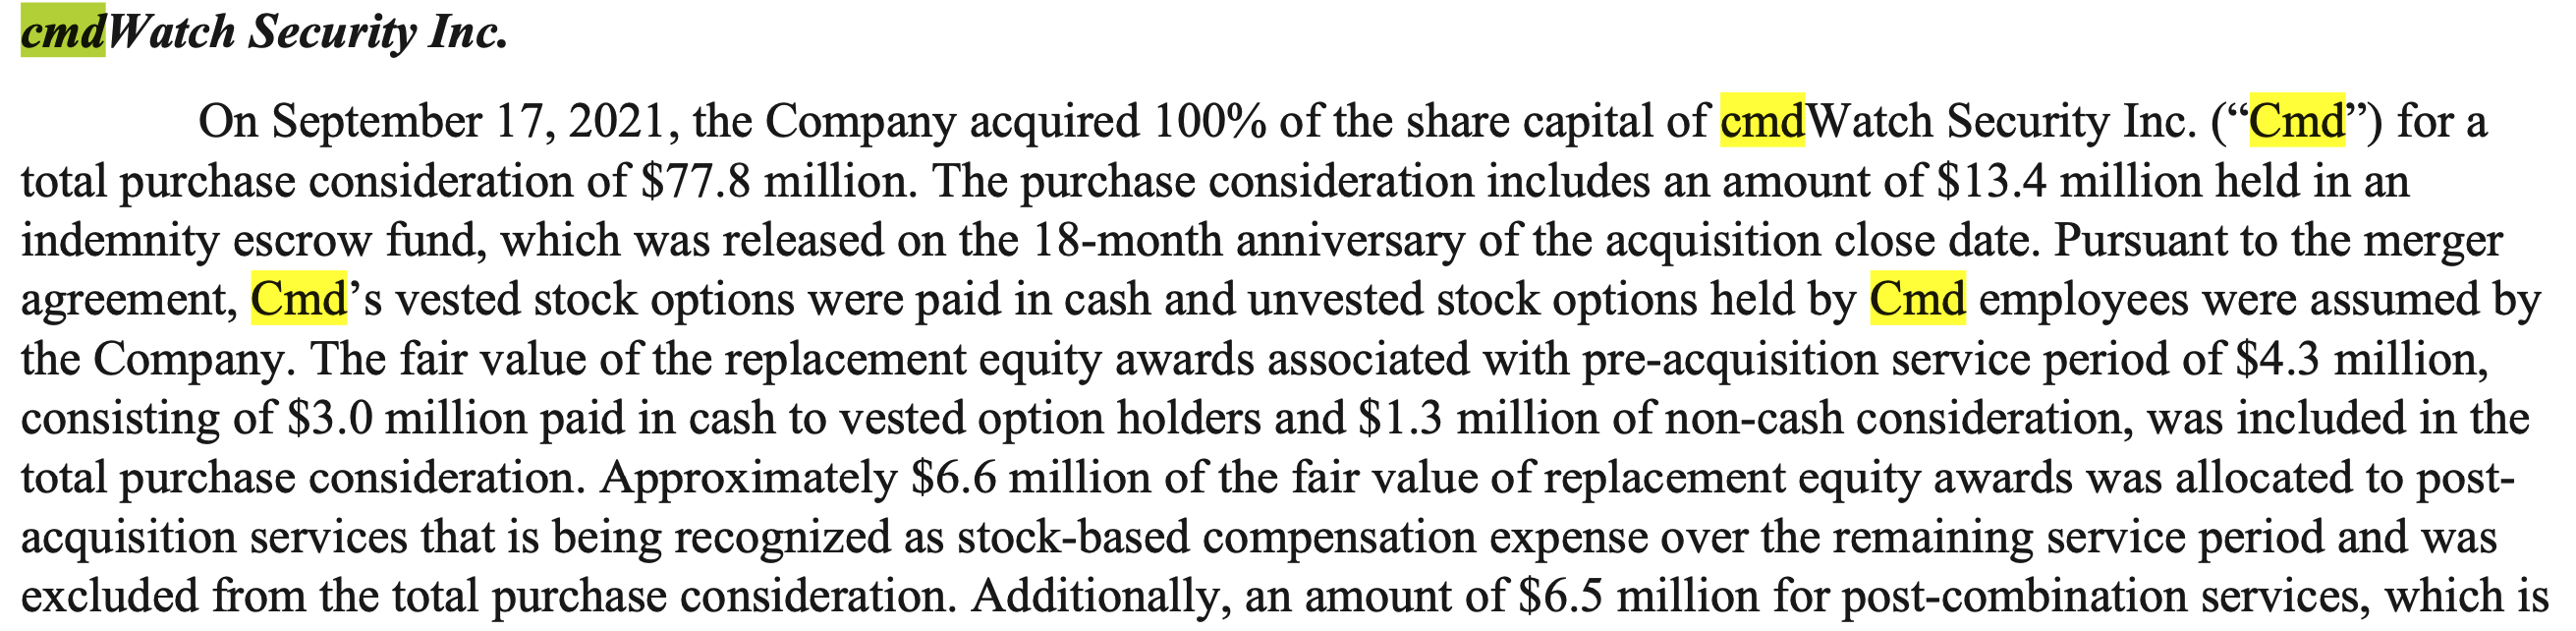 cmdWatch Security Inc.
On September 17, 2021, the Company acquired 100% of the share capital of cmdWatch Security Inc. (“Cmd”) for a
total purchase consideration of $77.8 million. The purchase consideration includes an amount of $13.4 million held in an
indemnity escrow fund, which was released on the 18-month anniversary of the acquisition close date. Pursuant to the merger
agreement, Cmd’s vested stock options were paid in cash and unvested stock options held by Cmd employees were assumed by
the Company. The fair value of the replacement equity awards associated with pre-acquisition service period of $4.3 million,
consisting of $3.0 million paid in cash to vested option holders and $1.3 million of non-cash consideration, was included in the
total purchase consideration. Approximately $6.6 million of the fair value of replacement equity awards was allocated to post-
acquisition services that is being recognized as stock-based compensation expense over the remaining service period and was
excluded from the total purchase consideration. Additionally, an amount of $6.5 million for post-combination services, which is